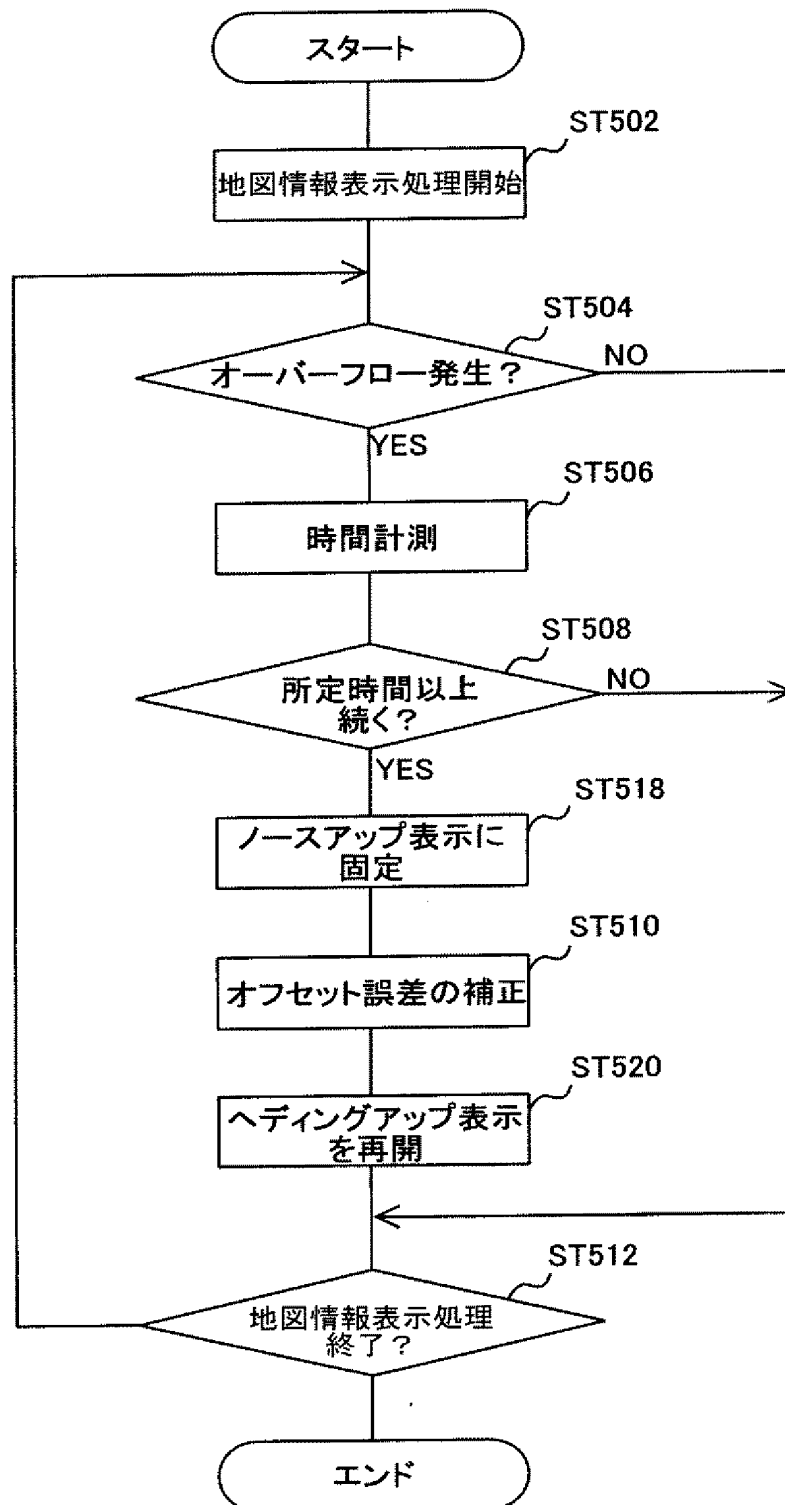 スタート
ST502
地図情報表示処理開始
ST504
オーバーフロー発生？
NO
YES
ST506
時間計測
ST508
所定時間以上
続く？
NO
YES
ST518
ノースアップ表示に
固定
ST510
オフセット誤差の補正
ST520
ヘディングアップ表示
を再開
ST512
地図情報表示処理
終了？
エンド